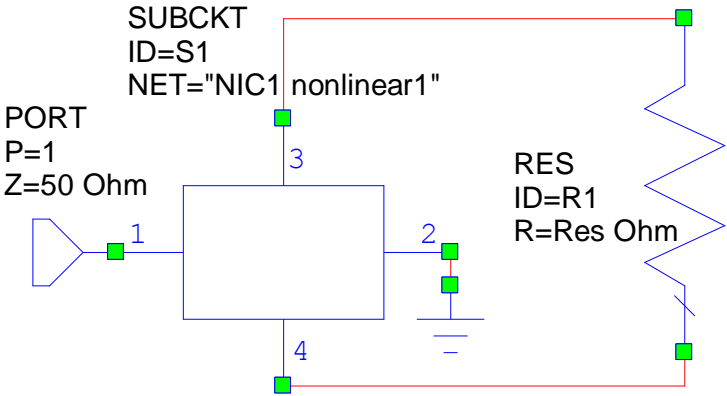 SUBCKT
ID=S1
NET="NIC1 nonlinear1"
PORT
P=1
Z=50 Ohm
3
RES
ID=R1
R=Res Ohm
1
2
4